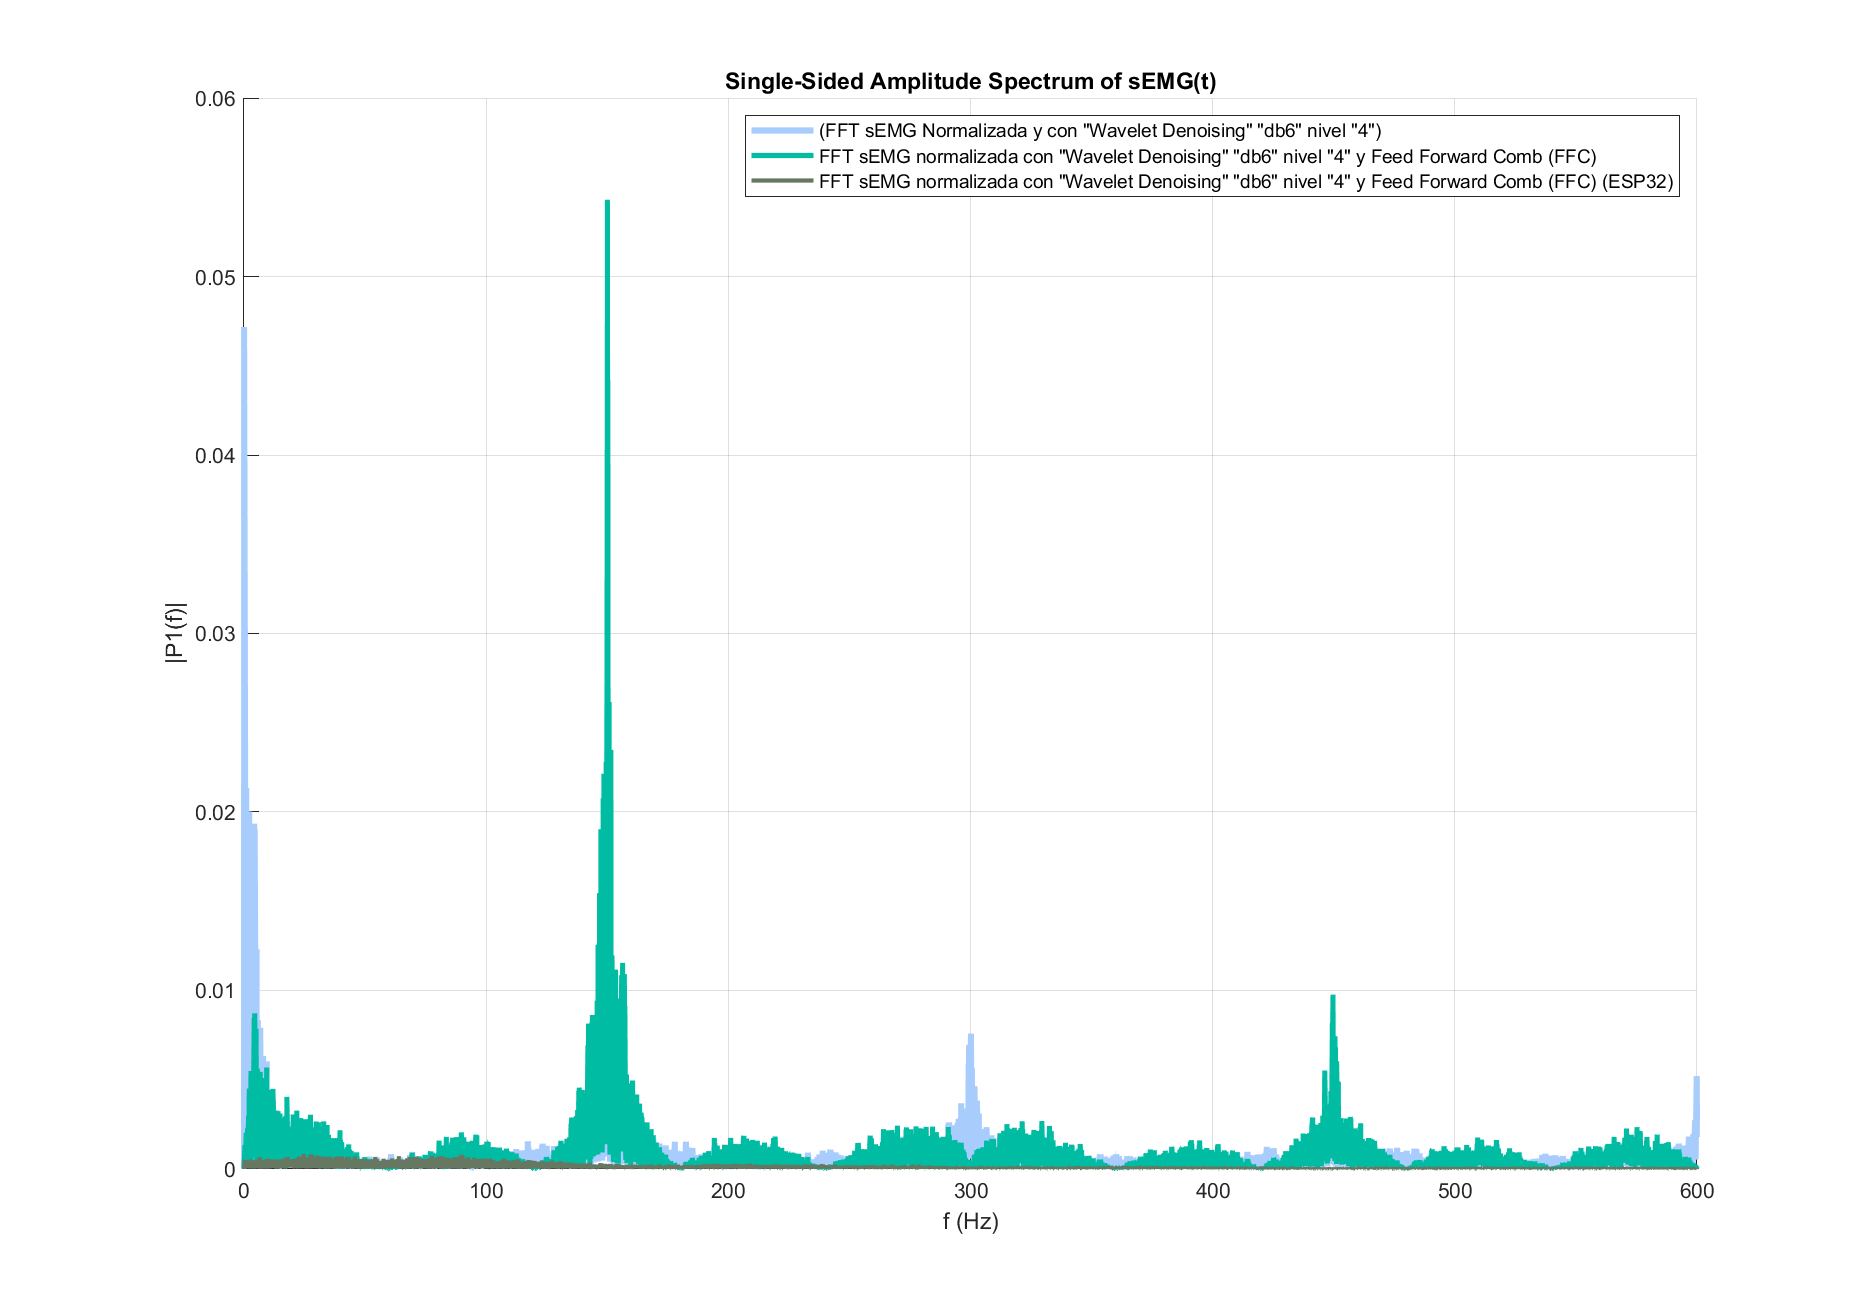 Single-Sided Amplitude Spectrum of sEMG(t)
(FFT sEMG Normalizada y con "Wavelet Denoising" "db6" nivel "4")
FFT sEMG normalizada con "Wavelet Denoising" "db6" nivel "4" y Feed Forward Comb (FFC)
FFT sEMG normalizada con "Wavelet Denoising" "db6" nivel "4" y Feed Forward Comb (FFC) (ESP32)
0.06
0.05
0.04
0.03
0.02
0.01
0
|P1(f)|
0 100 200 300 400 500 600
f (Hz)